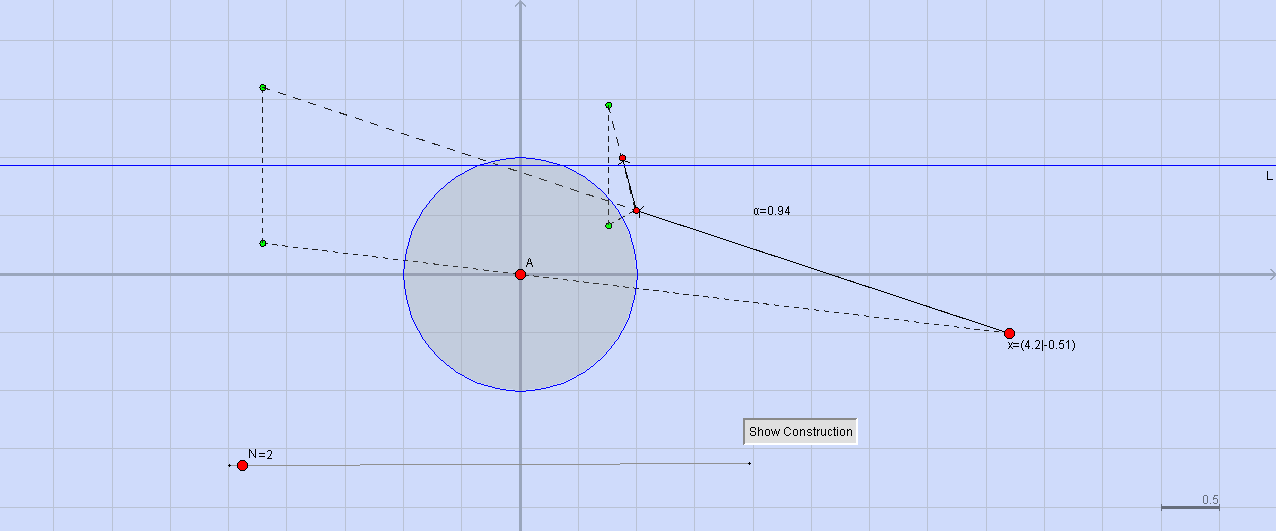 L
α=0.94
A
x=(4.2|-0.51)
Show Construction
N=2
0.5